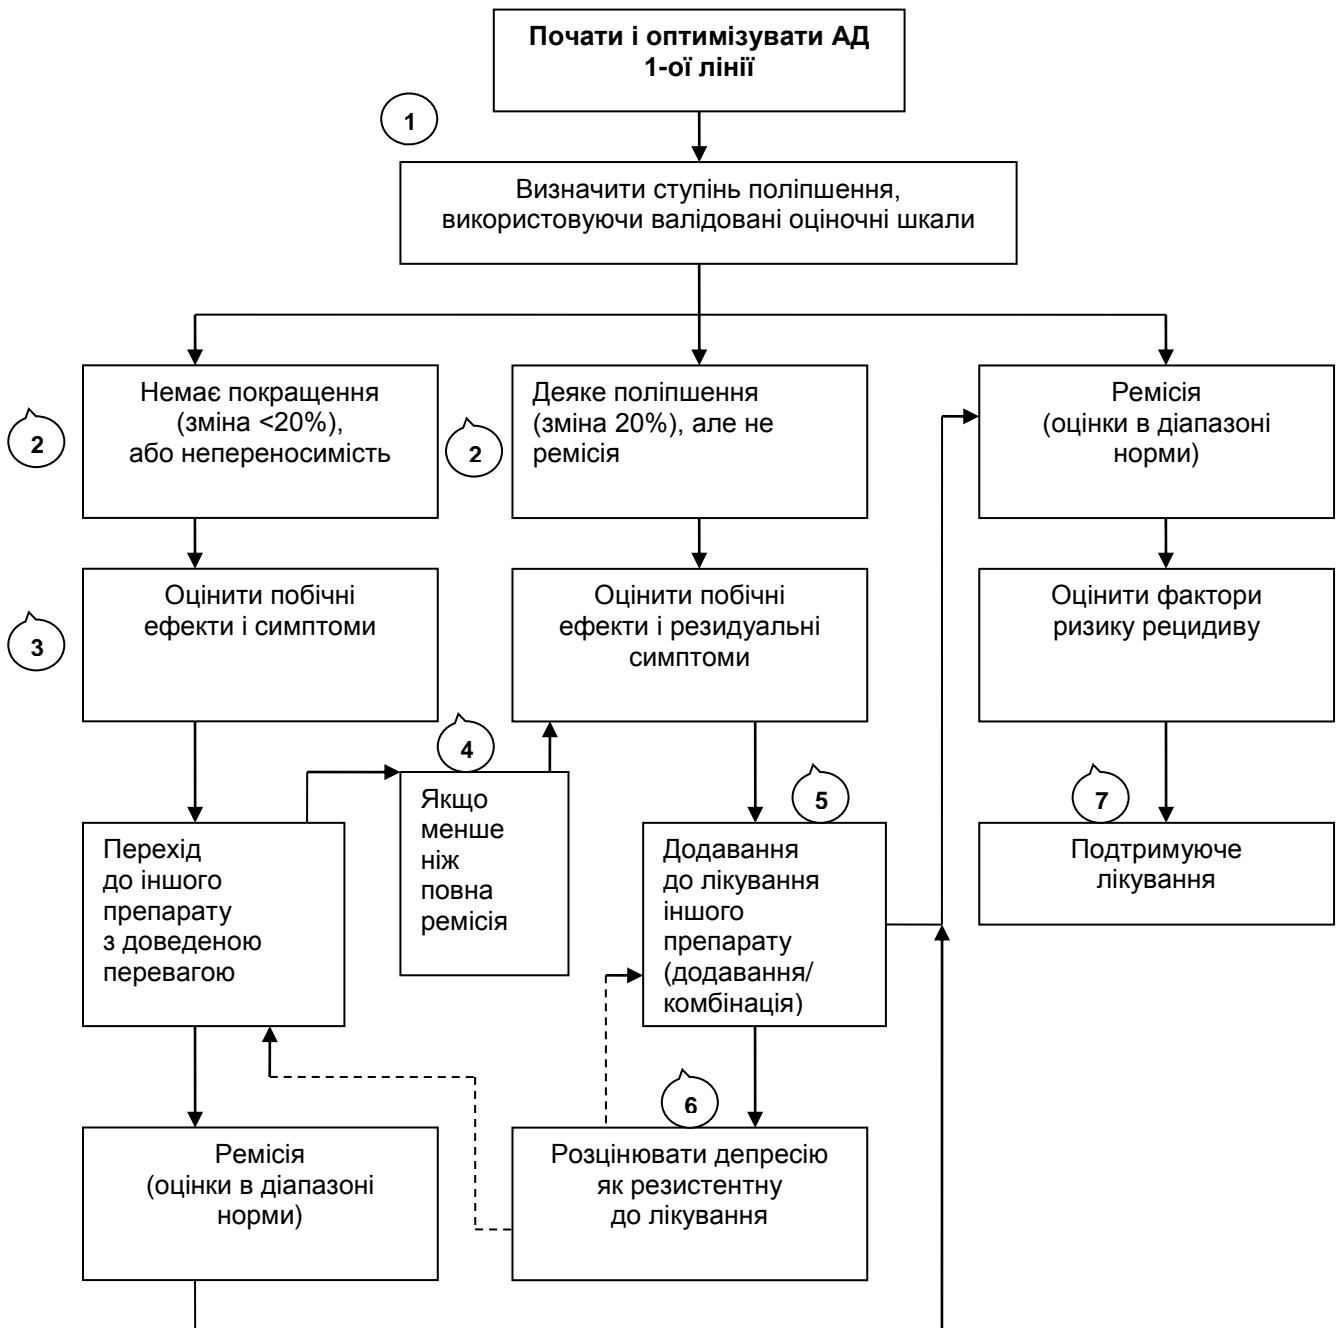 Почати і оптимізувати АД
1-ої лінії
1
Визначити ступінь поліпшення,
використовуючи валідовані оціночні шкали
2
Немає покращення
(зміна <20%),
або непереносимість
2
Деяке поліпшення
(зміна 20%), але не
ремісія
Ремісія
(оцінки в діапазоні
норми)
3
Оцінити побічні
ефекти і симптоми
Оцінити побічні
ефекти і резидуальні
симптоми
Оцінити фактори
ризику рецидиву
4
Якщо
менше
ніж
повна
ремісія
5
7
Перехід
до іншого
препарату
з доведеною
перевагою
Додавання
до лікування
іншого
препарату
(додавання/
комбінація)
Подтримуюче
лікування
6
Ремісія
(оцінки в діапазоні
норми)
Розцінювати депресію
як резистентну
до лікування